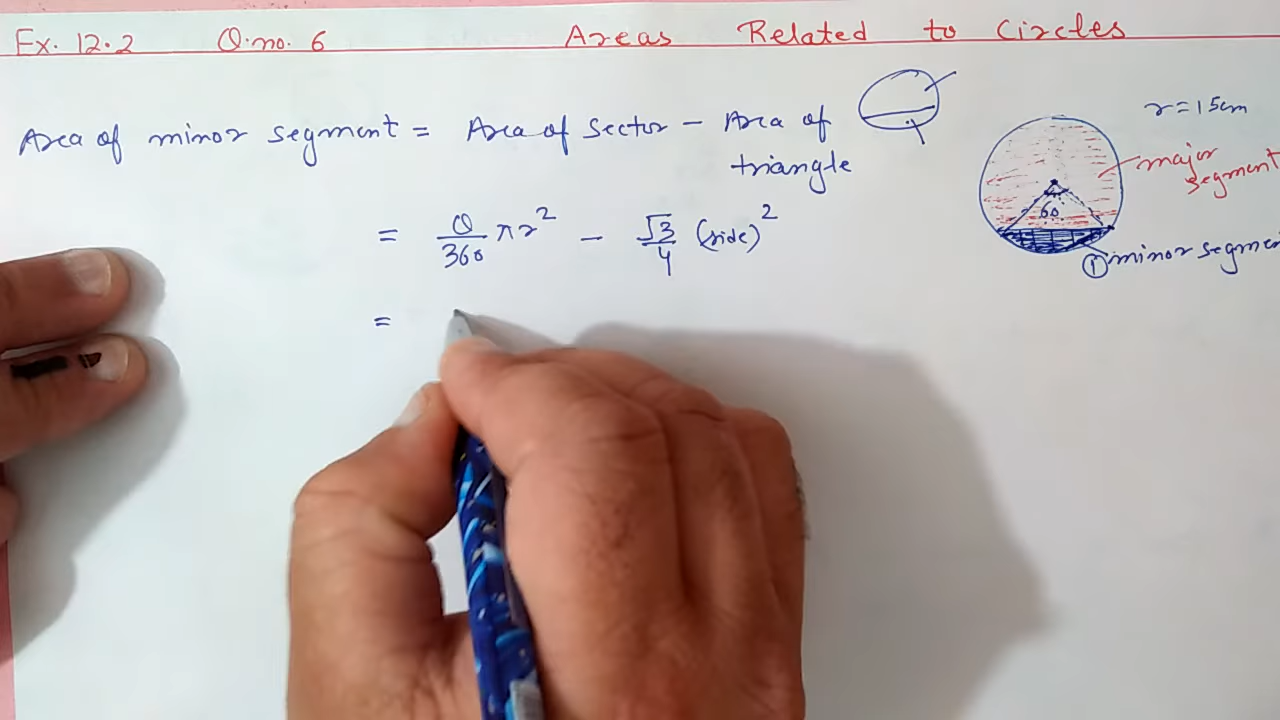 Ex. 12.2 Q.no. 6 Areas Related to Circles
r = 15cm
Area of minor segment = Area of sector - Area of triangle
major segment
60
= θ/360 πr² - √3/4 (side)²
① minor segmen
=